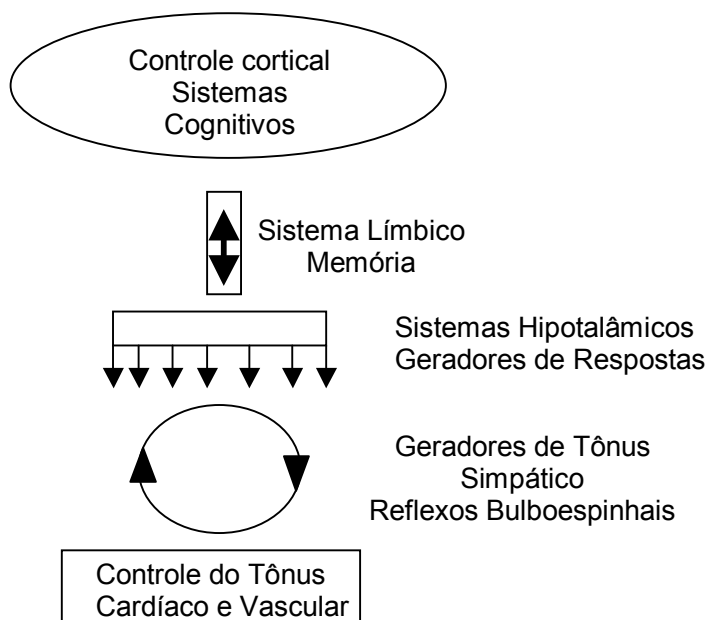 Controle cortical
Sistemas
Cognitivos
Sistema Límbico
Memória
Sistemas Hipotalâmicos
Geradores de Respostas
Geradores de Tônus
Simpático
Reflexos Bulboespinhais
Controle do Tônus
Cardíaco e Vascular